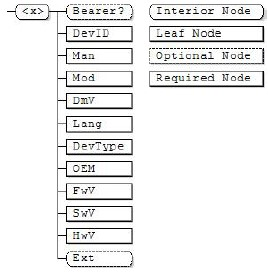 <x>
Bearer?
DevID
Man
Mod
DmV
Lang
DevType
OEM
FwV
SwV
HwV
Ext
Interior Node
Leaf Node
Optional Node
Required Node